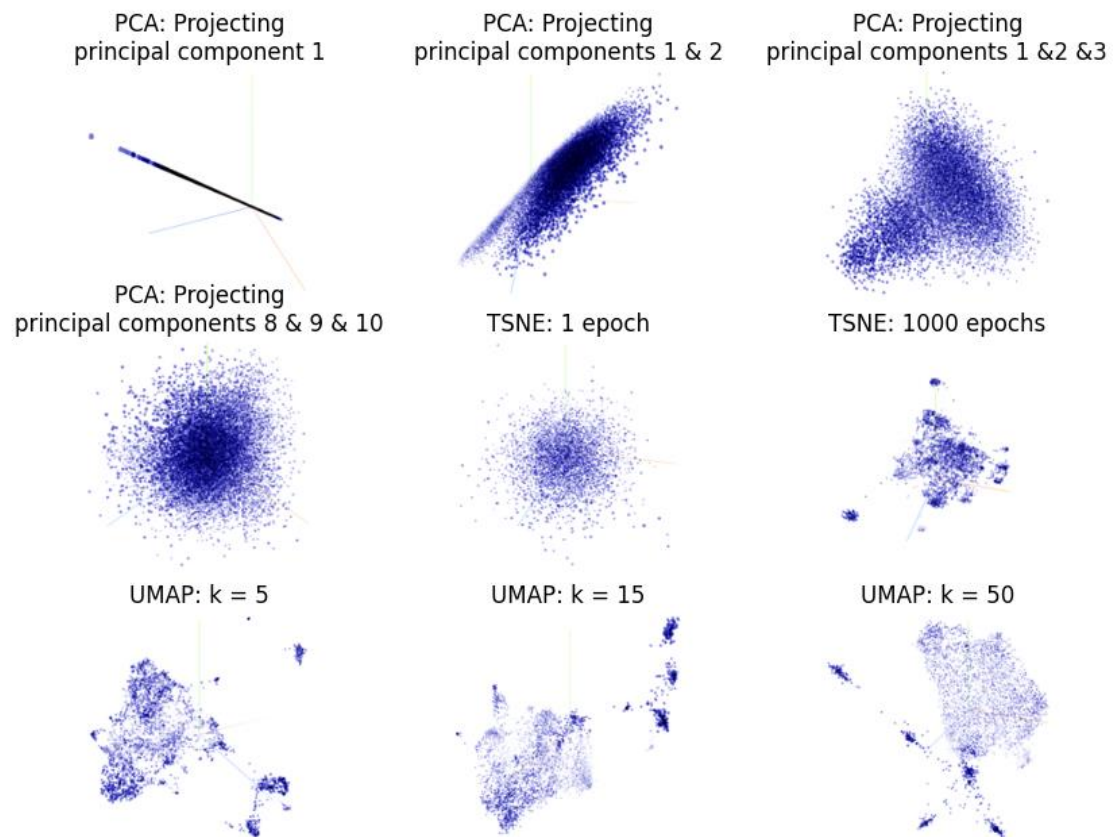 PCA: Projecting
principal component 1
PCA: Projecting
principal components 1 & 2
PCA: Projecting
principal components 1 &2 &3
PCA: Projecting
principal components 8 & 9 & 10
TSNE: 1 epoch
TSNE: 1000 epochs
UMAP: k = 5
UMAP: k = 15
UMAP: k = 50